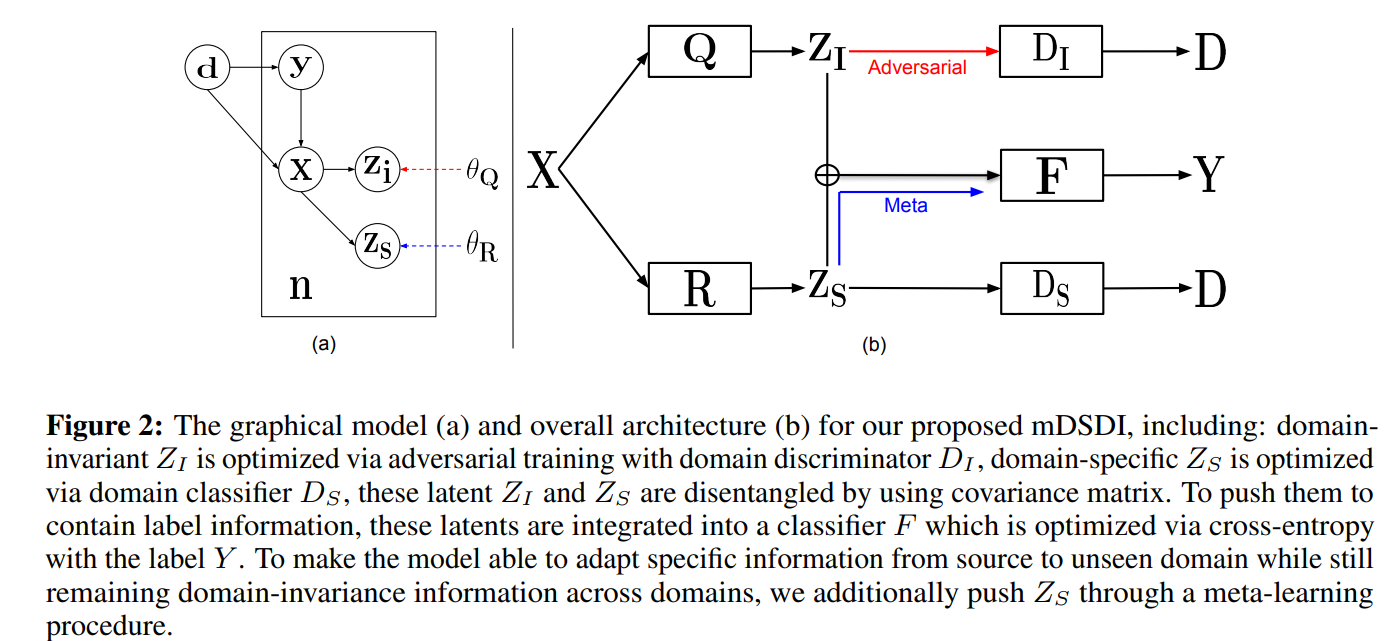 d
y
x
z_i
θ_Q
z_S
θ_R
n
(a)
X
Q
Z_I
Adversarial
D_I
D
F
Y
Meta
R
Z_S
D_S
D
(b)
Figure 2: The graphical model (a) and overall architecture (b) for our proposed mDSDI, including: domain-
invariant Z_I is optimized via adversarial training with domain discriminator D_I, domain-specific Z_S is optimized
via domain classifier D_S, these latent Z_I and Z_S are disentangled by using covariance matrix. To push them to
contain label information, these latents are integrated into a classifier F which is optimized via cross-entropy
with the label Y. To make the model able to adapt specific information from source to unseen domain while still
remaining domain-invariance information across domains, we additionally push Z_S through a meta-learning
procedure.